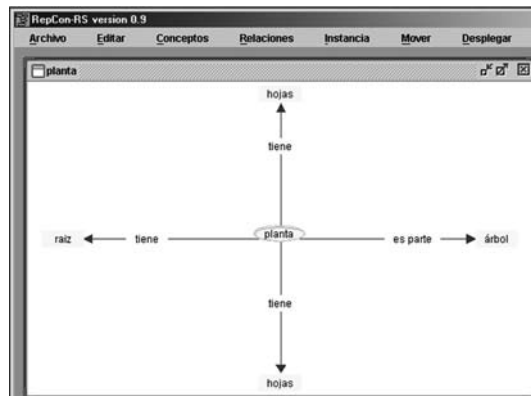 RepCon-RS version 0.9
Archivo Editar Conceptos Relaciones Instancia Mover Desplegar
planta
hojas
tiene
raiz tiene planta es parte árbol
tiene
hojas